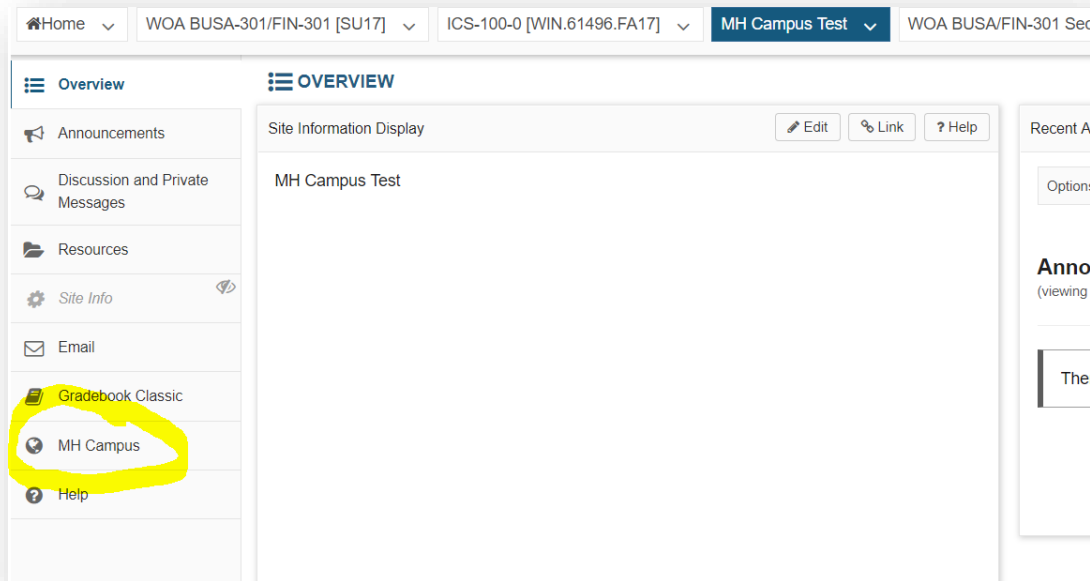 Home
WOA BUSA-301/FIN-301 [SU17]
ICS-100-0 [WIN.61496.FA17]
MH Campus Test
WOA BUSA/FIN-301 Sec
Overview
Announcements
Discussion and Private
Messages
Resources
Site Info
Email
Gradebook Classic
MH Campus
Help
OVERVIEW
Site Information Display
Edit
Link
? Help
MH Campus Test
Recent A
Options
Anno
(viewing
The